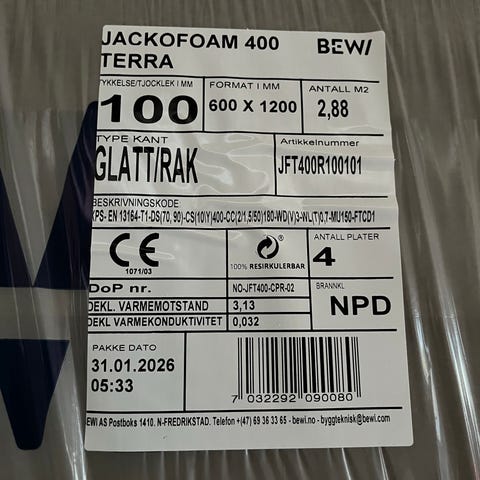 JACKOFOAM 400
TERRA
BEWI
TYKKELSE/TJOCKLEK I MM
100
FORMAT I MM
600 X 1200
ANTALL M2
2,88
TYPE KANT
GLATT/RAK
Artikkelnummer
JFT400R100101
BESKRIVNINGSKODE
XPS- EN 13164-T1-DS(70, 90)-CS(10\Y)400-CC(2/1,5/50)180-WD(V)3-WL(T)0,7-MU150-FTCD1
CE
1071/03
100% RESIRKULERBAR
ANTALL PLATER
4
DoP nr.
NO-JFT400-CPR-02
BRANNKL
NPD
DEKL. VARMEMOTSTAND
3,13
DEKL VARMEKONDUKTIVITET
0,032
PAKKE DATO
31.01.2026
05:33
7 032292 090080
BEWI AS Postboks 1410. N-FREDRIKSTAD. Telefon +(47) 69 36 33 65 - bewi.no - byggteknisk@bewi.com